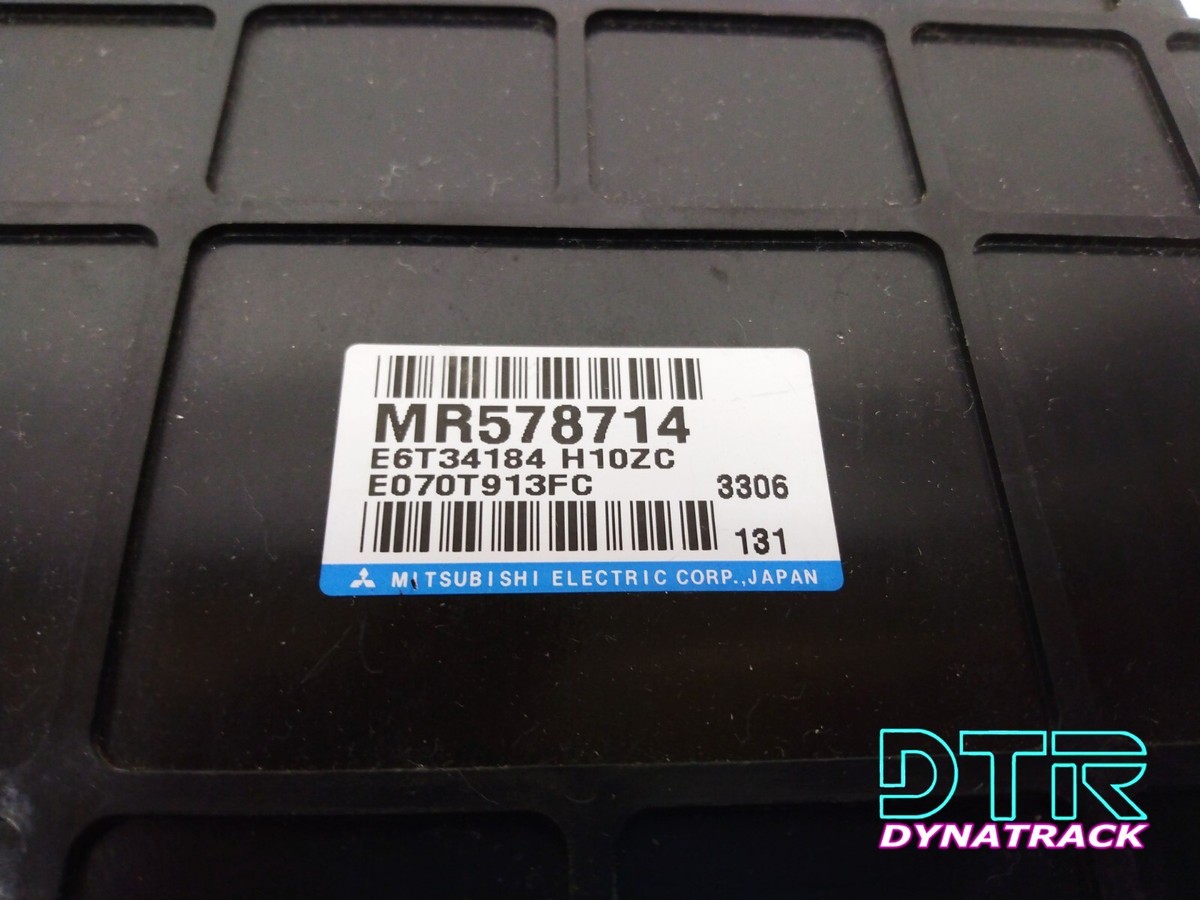 MR578714
E6T34184 H10ZC
E070T913FC 3306
131
MITSUBISHI ELECTRIC CORP.,JAPAN
DTR
DYNATRACK